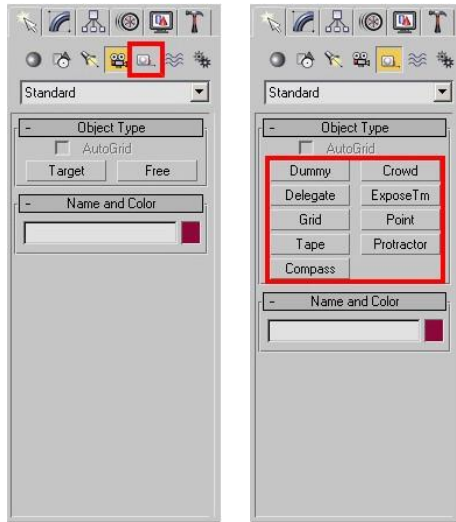 Standard
- Object Type
AutoGrid
Target Free
- Name and Color
Standard
- Object Type
AutoGrid
Dummy Crowd
Delegate ExposeTm
Grid Point
Tape Protractor
Compass
- Name and Color